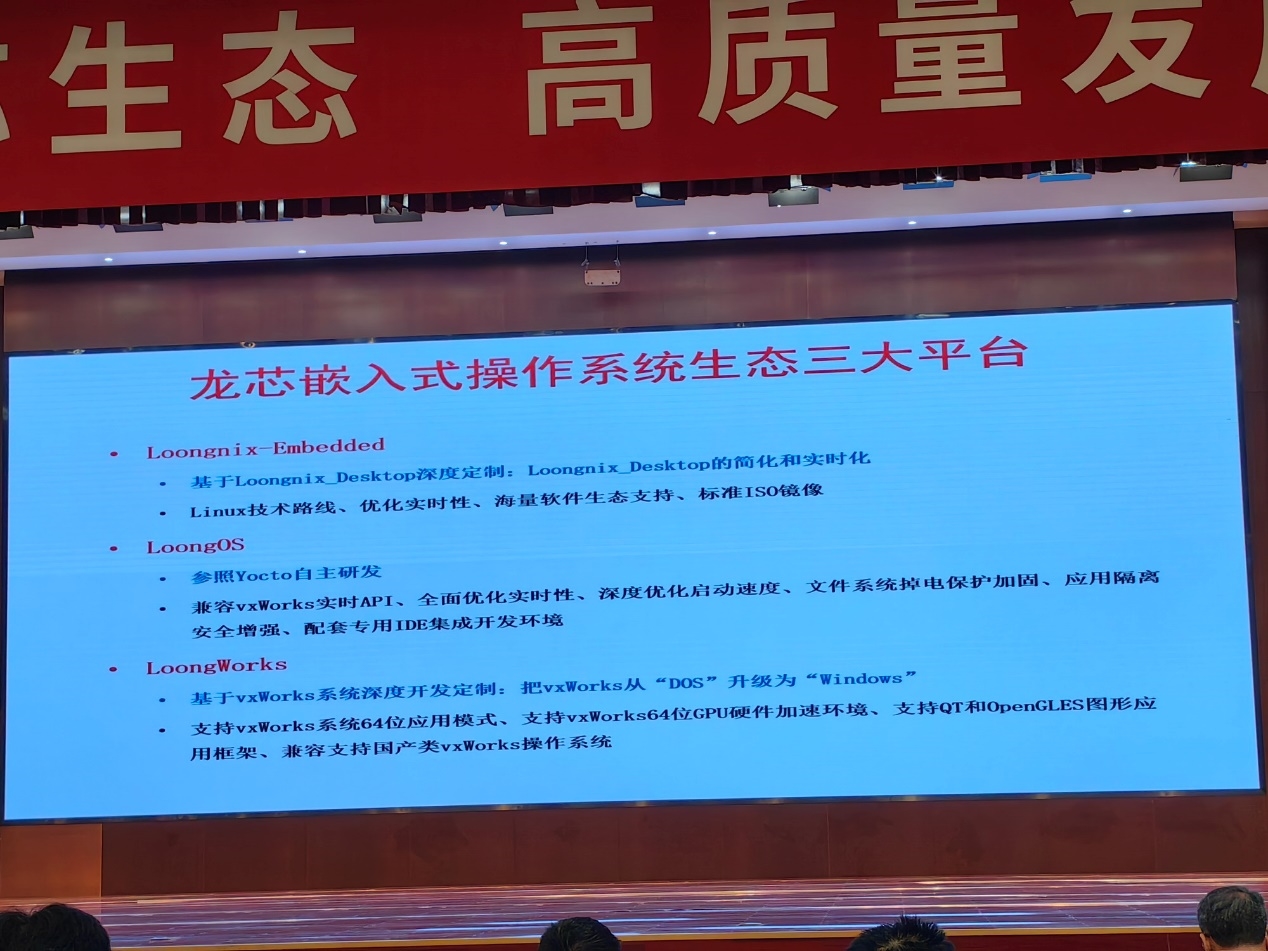 生态 高质量发
龙芯嵌入式操作系统生态三大平台
• Loongnix-Embedded
• 基于Loongnix_Desktop深度定制：Loongnix_Desktop的简化和实时化
• Linux技术路线、优化实时性、海量软件生态支持、标准ISO镜像
• LoongOS
• 参照Yocto自主研发
• 兼容vxWorks实时API、全面优化实时性、深度优化启动速度、文件系统掉电保护加固、应用隔离
安全增强、配套专用IDE集成开发环境
• LoongWorks
• 基于vxWorks系统深度开发定制：把vxWorks从“DOS”升级为“Windows”
• 支持vxWorks系统64位应用模式、支持vxWorks64位GPU硬件加速环境、支持QT和OpenGLES图形应
用框架、兼容支持国产类vxWorks操作系统